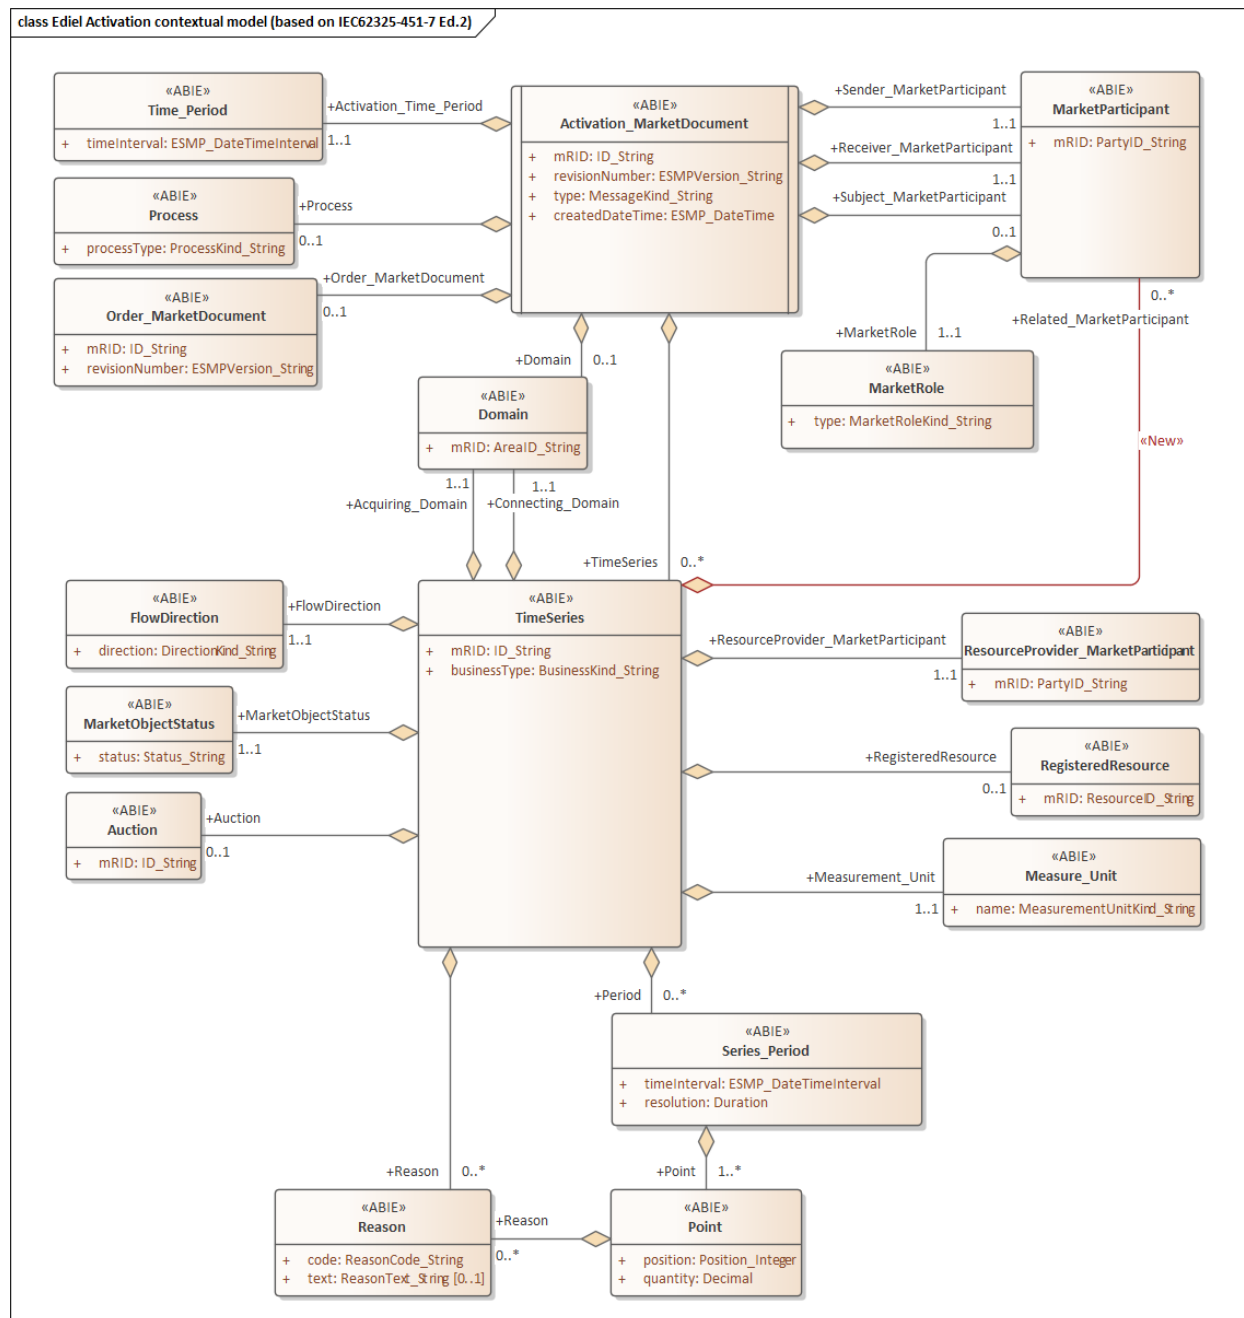 class Ediel Activation contextual model (based on IEC62325-451-7 Ed.2)
«ABIE»
Time_Period
+ timeInterval: ESMP_DateTimeInterval
+Activation_Time_Period
1..1
«ABIE»
Activation_MarketDocument
+ mRID: ID_String
+ revisionNumber: ESMPVersion_String
+ type: MessageKind_String
+ createdDateTime: ESMP_DateTime
+Sender_MarketParticipant
1..1
+Receiver_MarketParticipant
1..1
+Subject_MarketParticipant
0..1
«ABIE»
MarketParticipant
+ mRID: PartyID_String
«ABIE»
Process
+ processType: ProcessKind_String
+Process
0..1
«ABIE»
Order_MarketDocument
+ mRID: ID_String
+ revisionNumber: ESMPVersion_String
+Order_MarketDocument
0..1
0..*
+Related_MarketParticipant
+MarketRole
1..1
«ABIE»
MarketRole
+ type: MarketRoleKind_String
«New»
+Domain
0..1
«ABIE»
Domain
+ mRID: AreaID_String
1..1
+Acquiring_Domain
1..1
+Connecting_Domain
+TimeSeries
0..*
«ABIE»
FlowDirection
+ direction: DirectionKind_String
+FlowDirection
1..1
«ABIE»
TimeSeries
+ mRID: ID_String
+ businessType: BusinessKind_String
+ResourceProvider_MarketParticipant
1..1
«ABIE»
ResourceProvider_MarketParticipant
+ mRID: PartyID_String
«ABIE»
MarketObjectStatus
+ status: Status_String
+MarketObjectStatus
1..1
+RegisteredResource
0..1
«ABIE»
RegisteredResource
+ mRID: ResourceID_String
«ABIE»
Auction
+ mRID: ID_String
+Auction
0..1
+Measurement_Unit
1..1
«ABIE»
Measure_Unit
+ name: MeasurementUnitKind_String
+Period
0..*
«ABIE»
Series_Period
+ timeInterval: ESMP_DateTimeInterval
+ resolution: Duration
+Reason
0..*
+Point
1..*
«ABIE»
Reason
+ code: ReasonCode_String
+ text: ReasonText_String [0..1]
+Reason
0..*
«ABIE»
Point
+ position: Position_Integer
+ quantity: Decimal